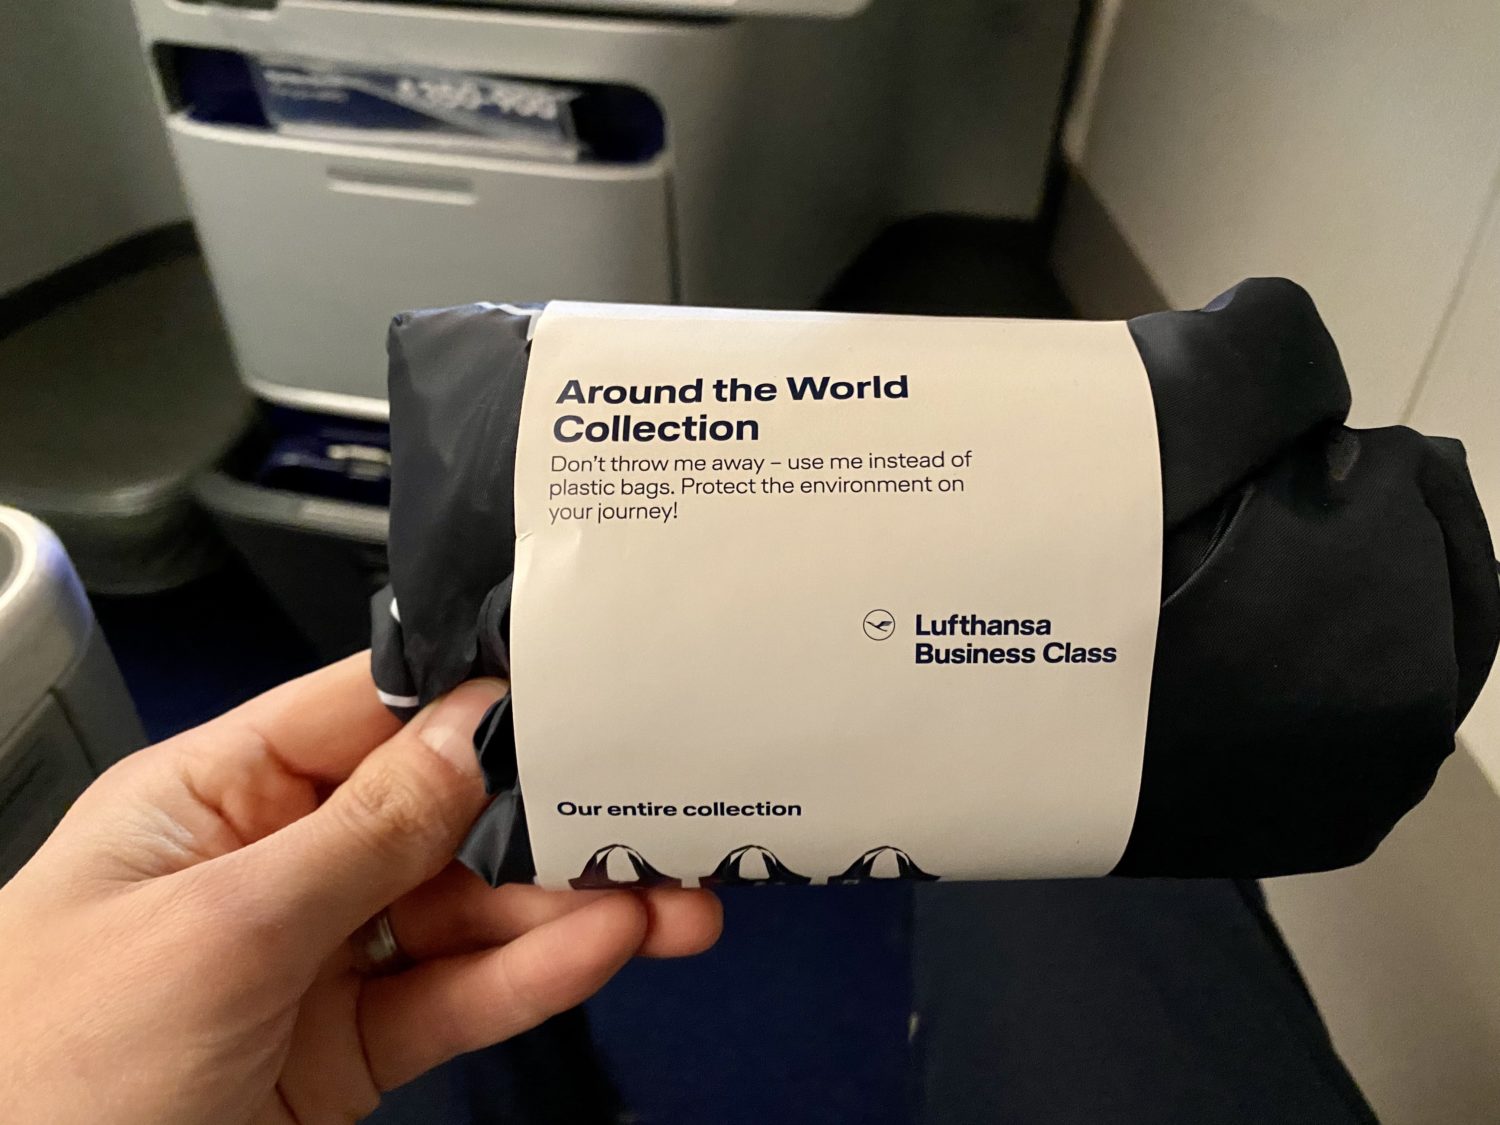 Around the World
Collection
Don't throw me away – use me instead of
plastic bags. Protect the environment on
your journey!
Lufthansa
Business Class
Our entire collection